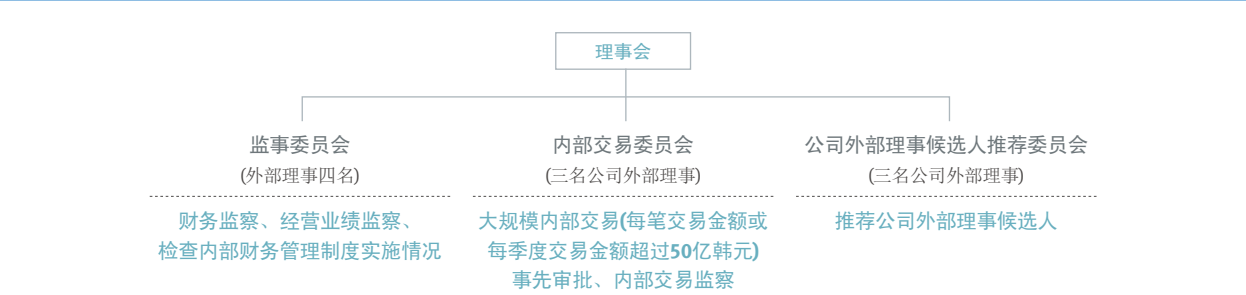 理事会
监事委员会
(外部理事四名)
财务监察、经营业绩监察、
检查内部财务管理制度实施情况
内部交易委员会
(三名公司外部理事)
大规模内部交易(每笔交易金额或
每季度交易金额超过50亿韩元)
事先审批、内部交易监察
公司外部理事候选人推荐委员会
(三名公司外部理事)
推荐公司外部理事候选人